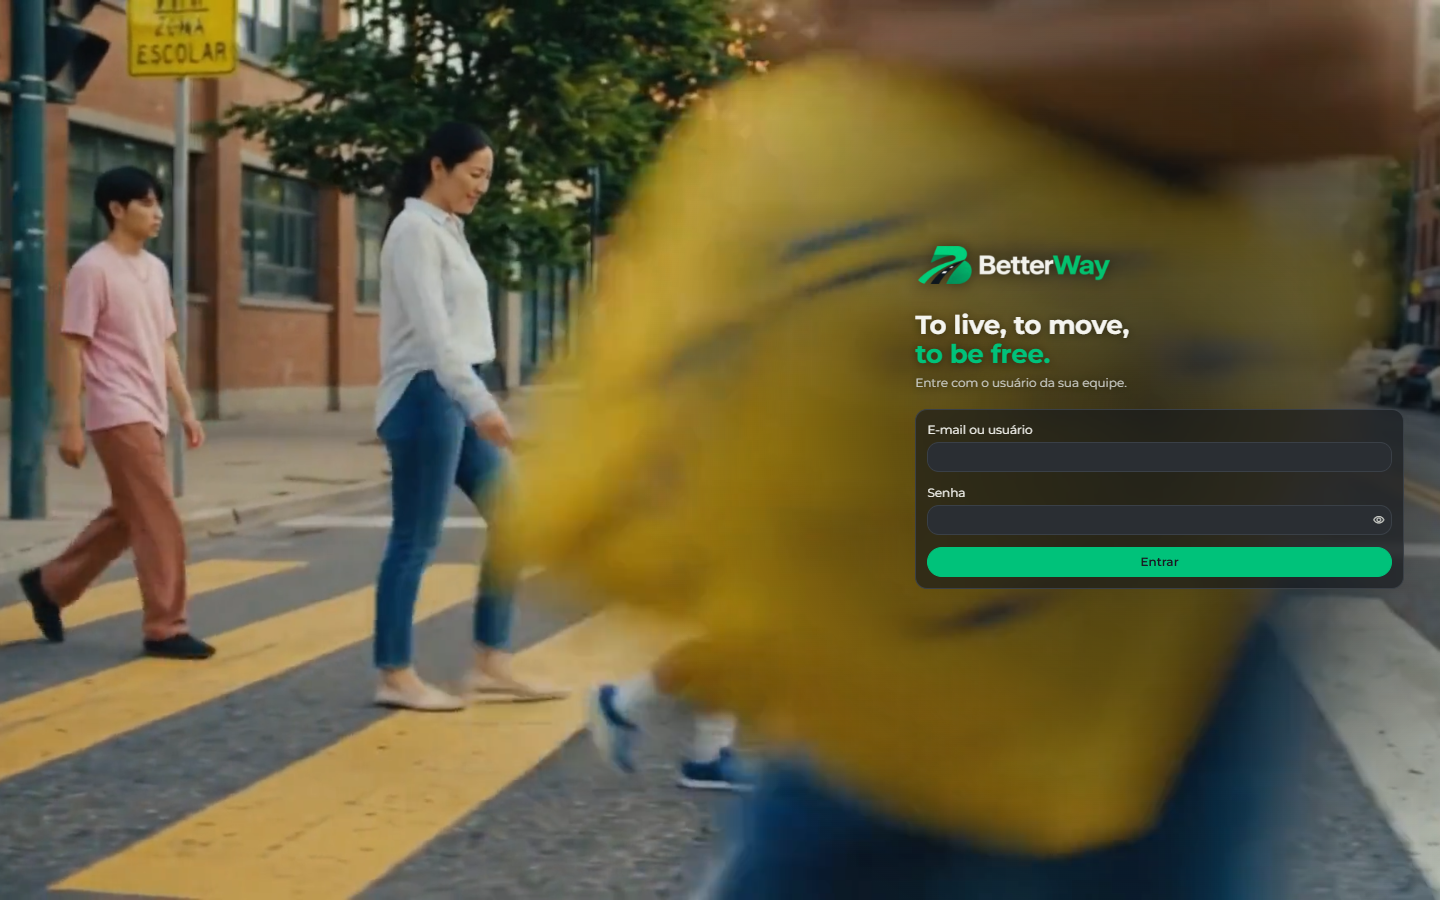 ZONA
ESCOLAR
BetterWay
To live, to move,
to be free.
Entre com o usuário da sua equipe.
E-mail ou usuário
Senha
Entrar